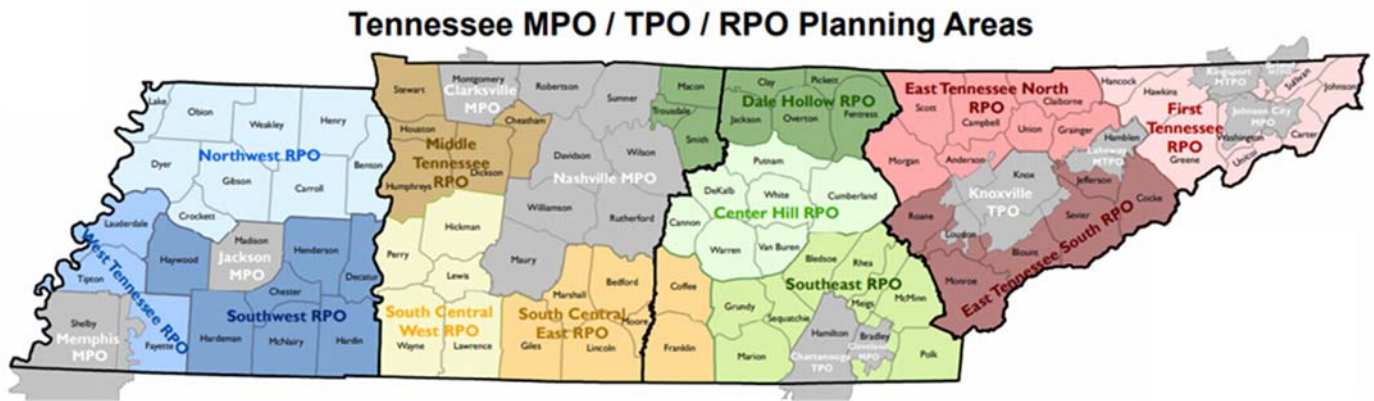 Tennessee MPO / TPO / RPO Planning Areas
Lake
Obion
Weakley
Henry
Dyer
Northwest RPO
Gibson
Carroll
Benton
Crockett
Lauderdale
West Tennessee RPO
Tipton
Haywood
Madison
Jackson
MPO
Henderson
Decatur
Chester
Southwest RPO
Shelby
Memphis
MPO
Fayette
Hardeman
McNairy
Hardin
Stewart
Montgomery
Clarksville
MPO
Robertson
Sumner
Macon
Trousdale
Smith
Houston
Cheatham
Middle
Tennessee
RPO
Dickson
Humphreys
Davidson
Wilson
Nashville MPO
Williamson
Rutherford
Hickman
Perry
Lewis
Maury
South Central
West RPO
Wayne
Lawrence
Marshall
Bedford
South Central
East RPO
Moore
Giles
Lincoln
Coffee
Franklin
Clay
Pickett
Dale Hollow RPO
Jackson
Overton
Fentress
Putnam
DeKalb
White
Cumberland
Cannon
Center Hill RPO
Warren
Van Buren
Bledsoe
Rhea
Southeast RPO
McMinn
Meigs
Grundy
Sequatchie
Hamilton
Bradley
Cleveland
MPO
Marion
Chattanooga
TPO
Polk
East Tennessee North
RPO
Scott
Claiborne
Campbell
Union
Grainger
Morgan
Anderson
Hancock
Hawkins
Hamblen
Lakeway
MTPO
First
Tennessee
RPO
Greene
Kingsport
MTPO
MTPO
Sullivan
Johnson
Johnson City
MPO
Washington
Carter
Unicoi
Knox
Knoxville
TPO
Jefferson
Cocke
Sevier
Roane
Loudon
Blount
Monroe
East Tennessee South RPO